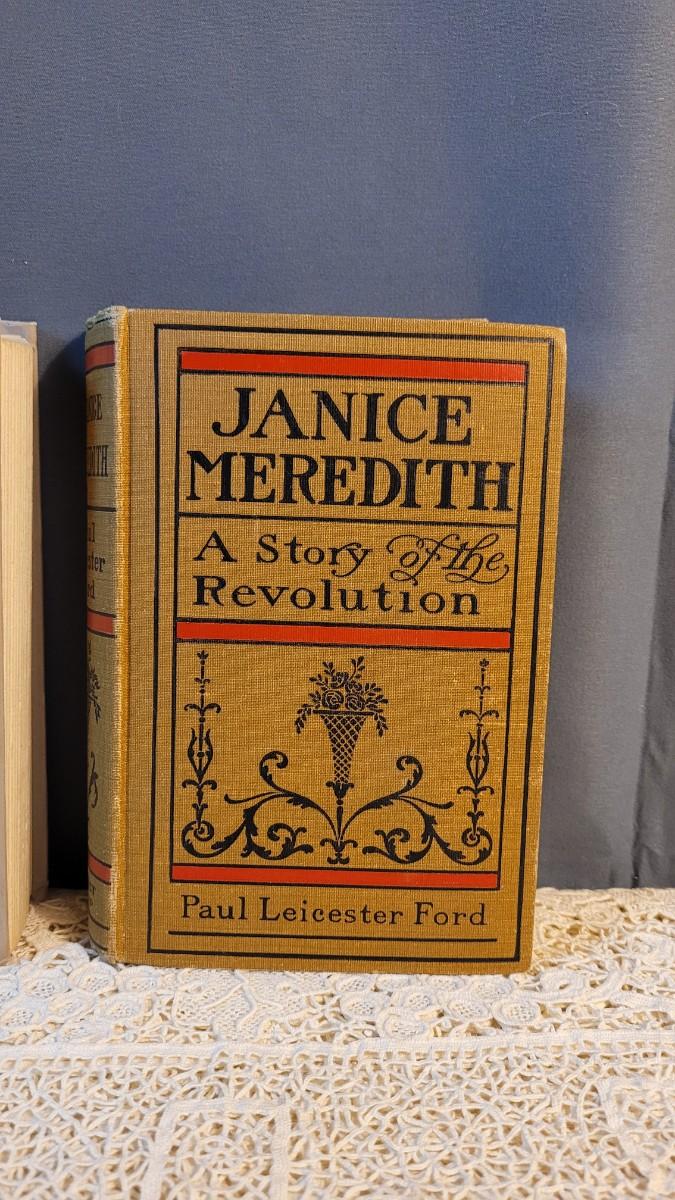 JANICE
MEREDITH
A Story of the
Revolution
Paul Leicester Ford